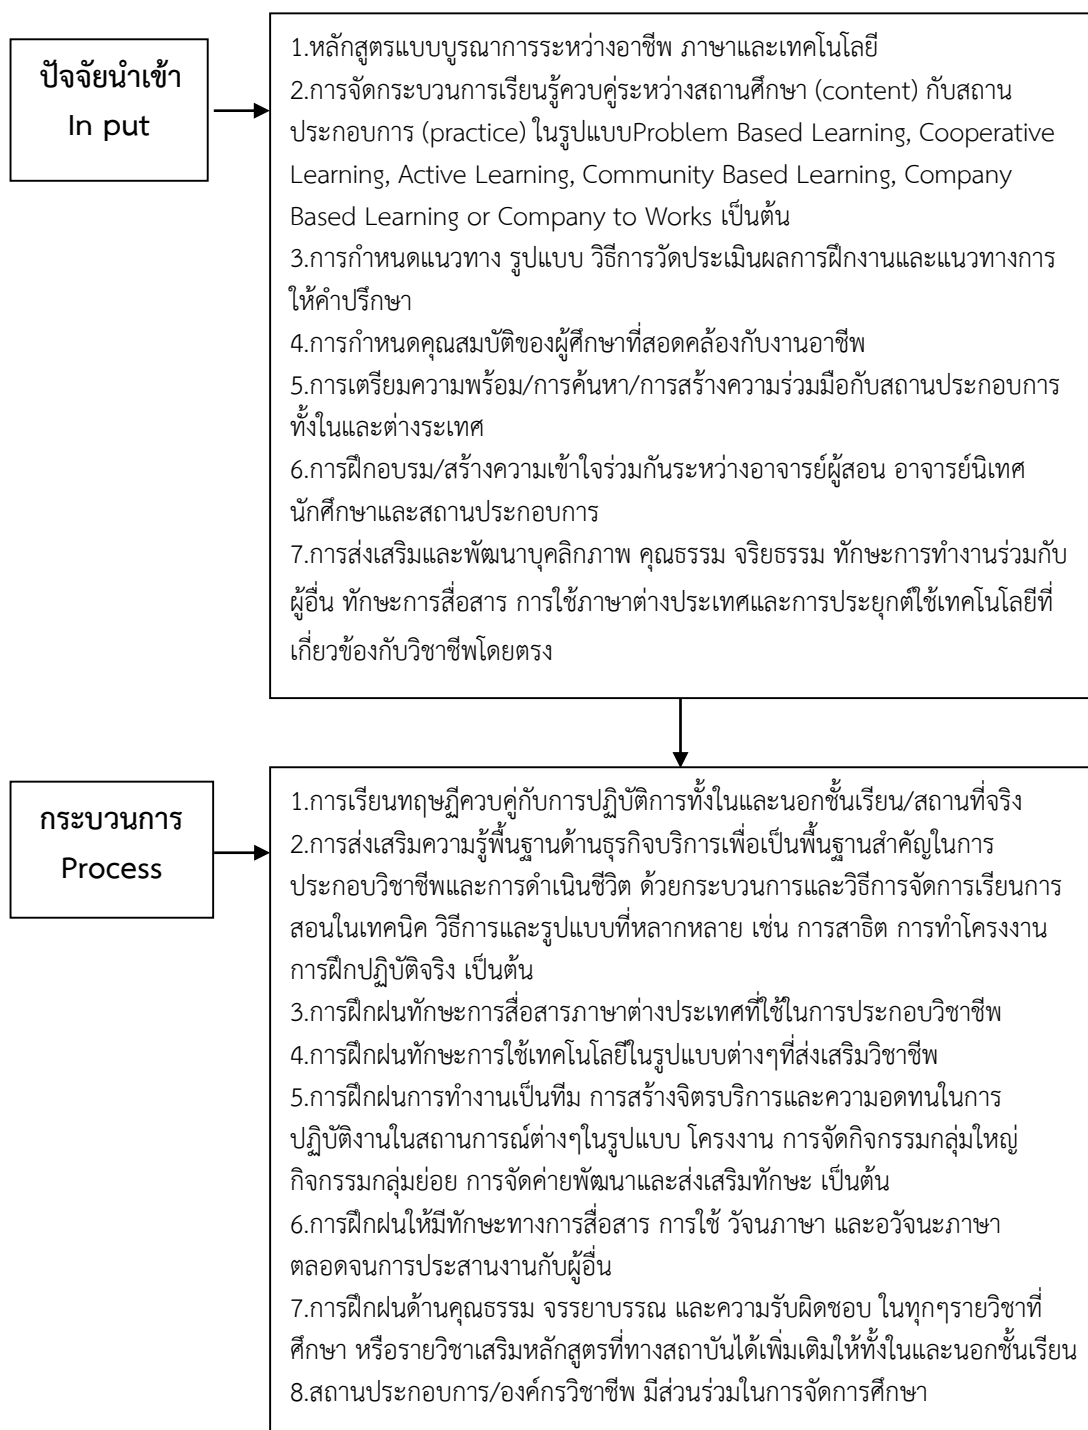 ปัจจัยนำเข้า
In put
1.หลักสูตรแบบบูรณาการระหว่างอาชีพ ภาษาและเทคโนโลยี
2.การจัดกระบวนการเรียนรู้ควบคู่ระหว่างสถานศึกษา (content) กับสถาน
ประกอบการ (practice) ในรูปแบบProblem Based Learning, Cooperative
Learning, Active Learning, Community Based Learning, Company
Based Learning or Company to Works เป็นต้น
3.การกำหนดแนวทาง รูปแบบ วิธีการวัดประเมินผลการฝึกงานและแนวทางการ
ให้คำปรึกษา
4.การกำหนดคุณสมบัติของผู้ศึกษาที่สอดคล้องกับงานอาชีพ
5.การเตรียมความพร้อม/การค้นหา/การสร้างความร่วมมือกับสถานประกอบการ
ทั้งในและต่างระเทศ
6.การฝึกอบรม/สร้างความเข้าใจร่วมกันระหว่างอาจารย์ผู้สอน อาจารย์นิเทศ
นักศึกษาและสถานประกอบการ
7.การส่งเสริมและพัฒนาบุคลิกภาพ คุณธรรม จริยธรรม ทักษะการทำงานร่วมกับ
ผู้อื่น ทักษะการสื่อสาร การใช้ภาษาต่างประเทศและการประยุกต์ใช้เทคโนโลยีที่
เกี่ยวข้องกับวิชาชีพโดยตรง
กระบวนการ
Process
1.การเรียนทฤษฏีควบคู่กับการปฏิบัติการทั้งในและนอกชั้นเรียน/สถานที่จริง
2.การส่งเสริมความรู้พื้นฐานด้านธุรกิจบริการเพื่อเป็นพื้นฐานสำคัญในการ
ประกอบวิชาชีพและการดำเนินชีวิต ด้วยกระบวนการและวิธีการจัดการเรียนการ
สอนในเทคนิค วิธีการและรูปแบบที่หลากหลาย เช่น การสาธิต การทำโครงงาน
การฝึกปฏิบัติจริง เป็นต้น
3.การฝึกฝนทักษะการสื่อสารภาษาต่างประเทศที่ใช้ในการประกอบวิชาชีพ
4.การฝึกฝนทักษะการใช้เทคโนโลยีในรูปแบบต่างๆที่ส่งเสริมวิชาชีพ
5.การฝึกฝนการทำงานเป็นทีม การสร้างจิตรบริการและความอดทนในการ
ปฏิบัติงานในสถานการณ์ต่างๆในรูปแบบ โครงงาน การจัดกิจกรรมกลุ่มใหญ่
กิจกรรมกลุ่มย่อย การจัดค่ายพัฒนาและส่งเสริมทักษะ เป็นต้น
6.การฝึกฝนให้มีทักษะทางการสื่อสาร การใช้ วัจนภาษา และอวัจนะภาษา
ตลอดจนการประสานงานกับผู้อื่น
7.การฝึกฝนด้านคุณธรรม จรรยาบรรณ และความรับผิดชอบ ในทุกๆรายวิชาที่
ศึกษา หรือรายวิชาเสริมหลักสูตรที่ทางสถาบันได้เพิ่มเติมให้ทั้งในและนอกชั้นเรียน
8.สถานประกอบการ/องค์กรวิชาชีพ มีส่วนร่วมในการจัดการศึกษา